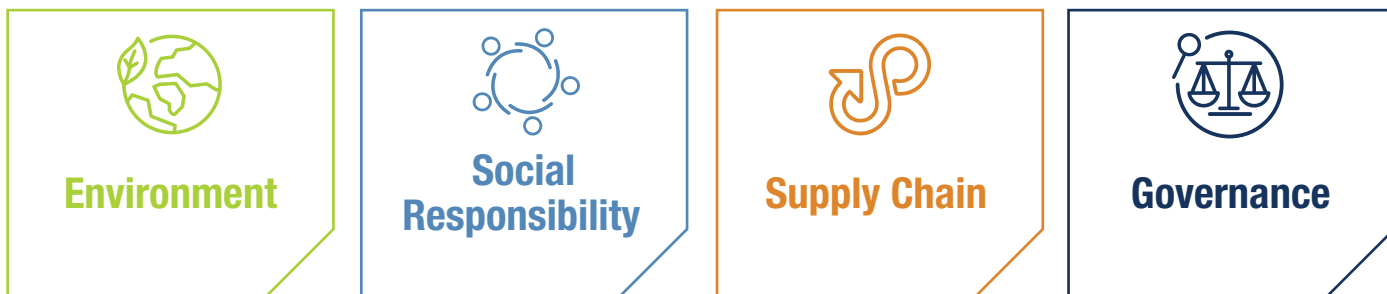 Environment
Social
Responsibility
Supply Chain
Governance